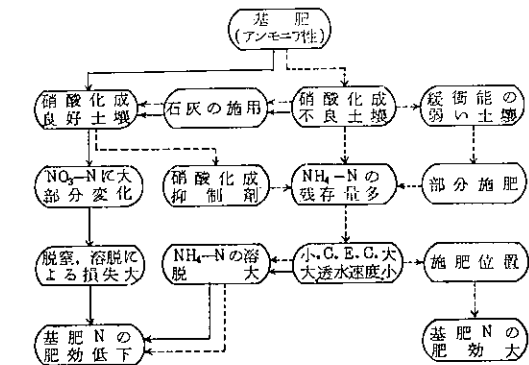 基肥
(アンモニア性)
硝酸化成
良好土壌
石灰の施用
硝酸化成
不良土壌
緩衝能の
弱い土壌
NO₃-Nに大
部分変化
硝酸化成
抑制剤
NH₄-Nの
残存量多
部分施肥
脱窒,溶脱に
よる損失大
NH₄-Nの溶
脱大
小.C.E.C.大
大透水速度小
施肥位置
基肥Nの
肥効低下
基肥Nの
肥効大